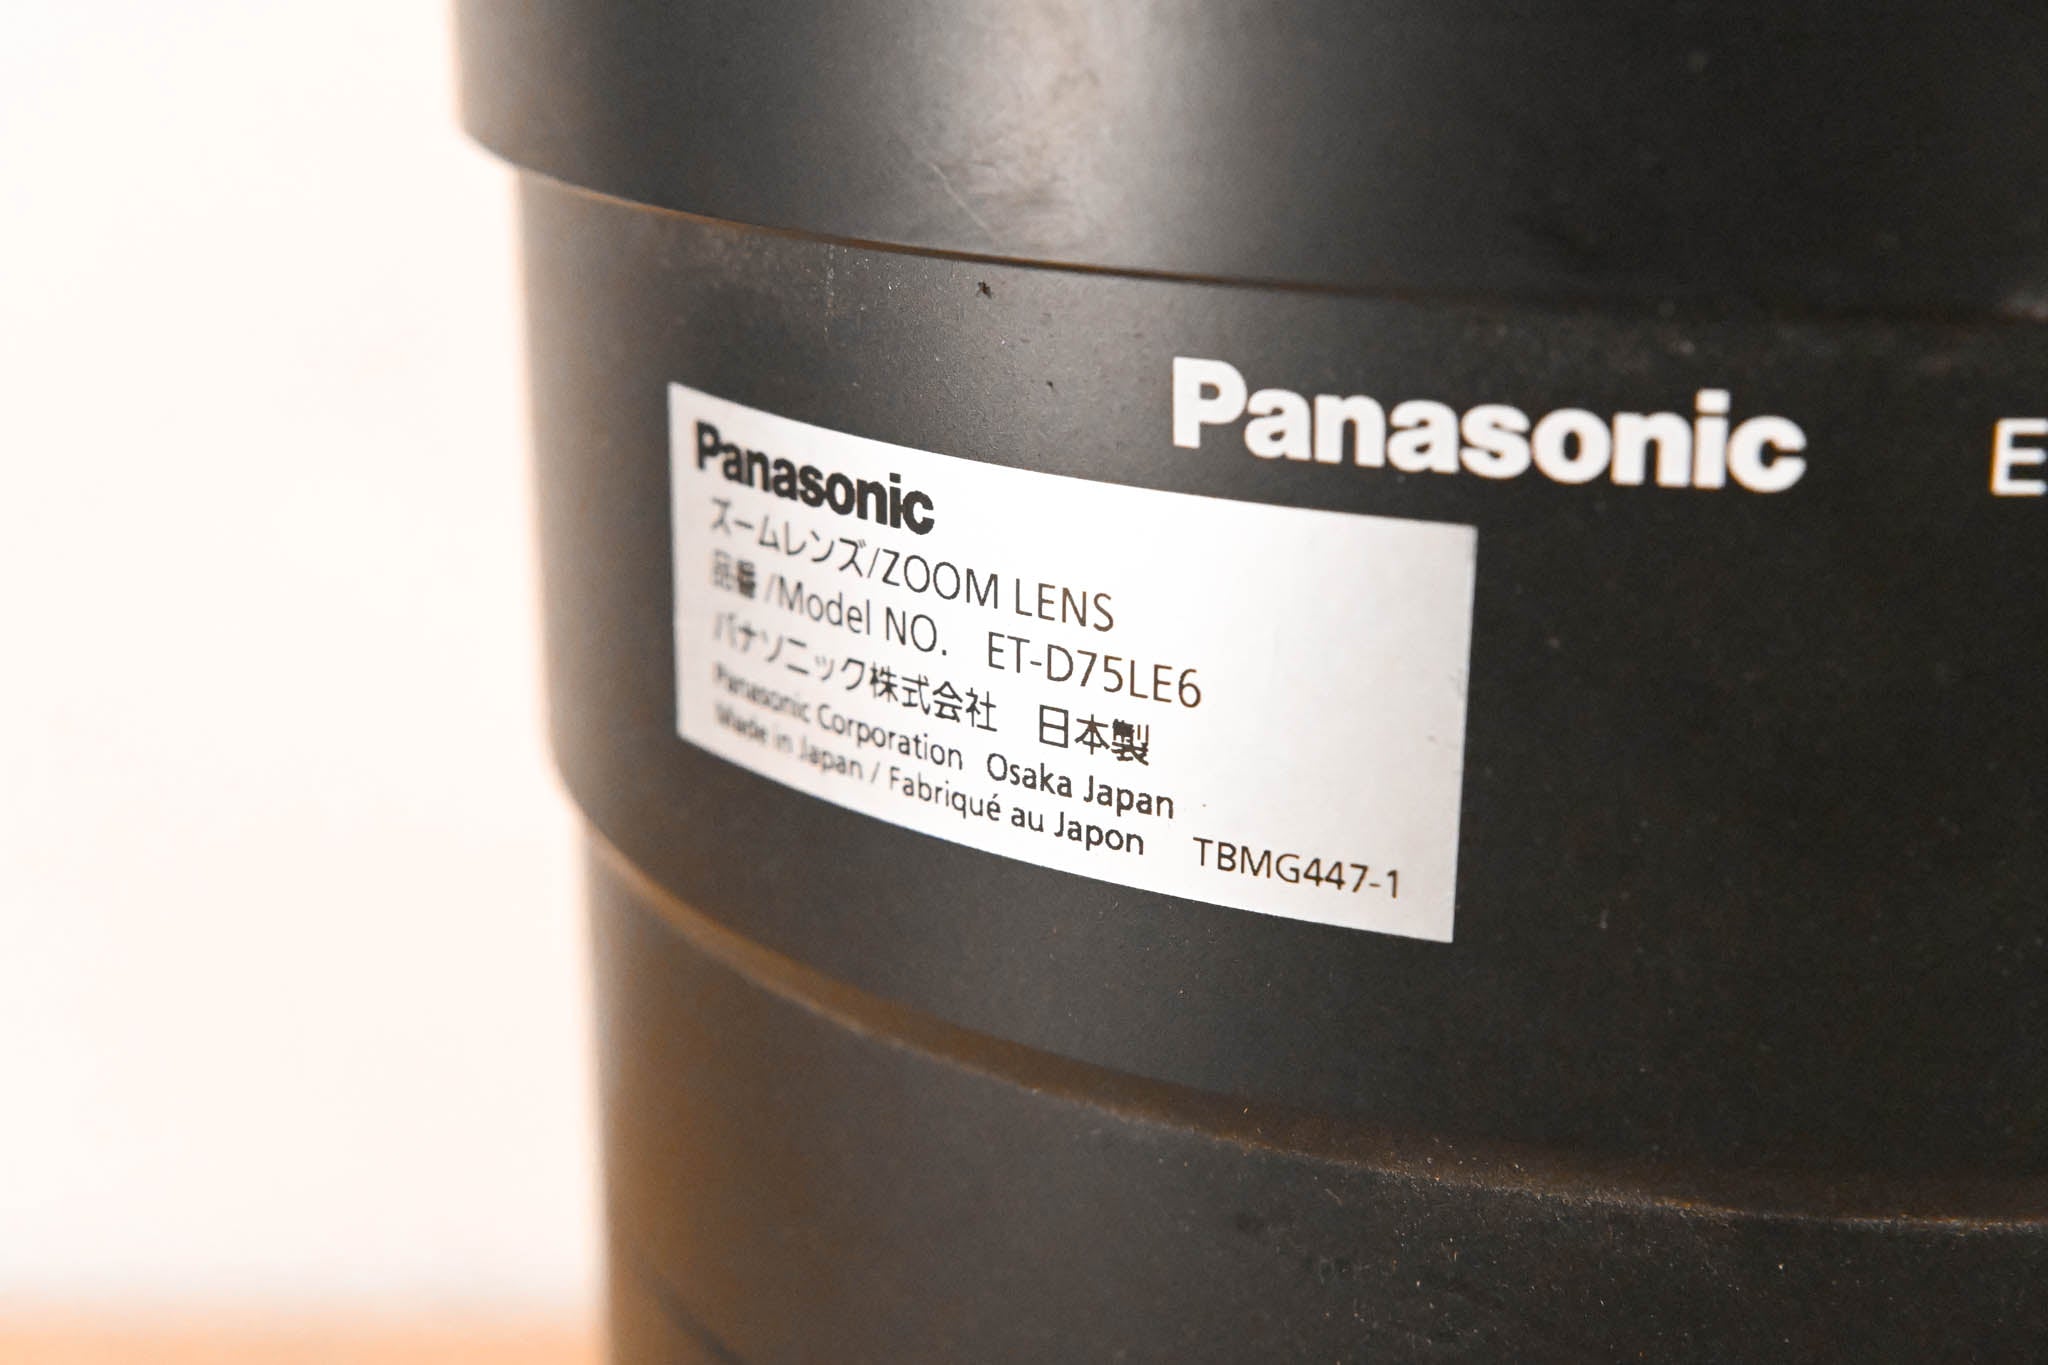 Panasonic E
Panasonic
ズームレンズ/ZOOM LENS
品番/Model NO. ET-D75LE6
パナソニック株式会社 日本製
Panasonic Corporation Osaka Japan
Made in Japan / Fabriqué au Japon TBMG447-1